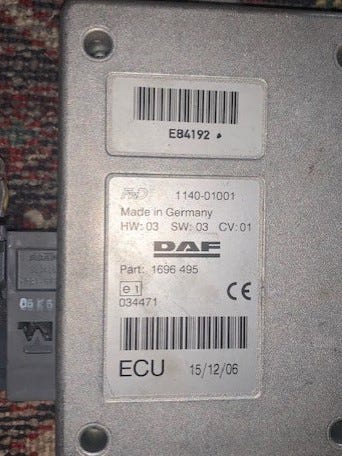 E84192
1140-01001
Made in Germany
HW: 03 SW: 03 CV: 01
DAF
Part: 1696 495
e1
034471
CE
ECU 15/12/06